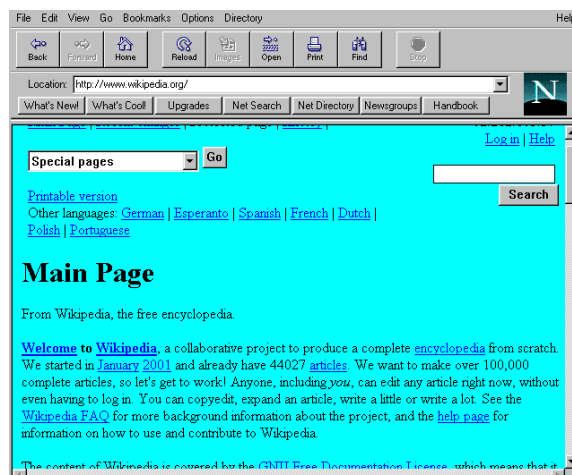 File Edit View Go Bookmarks Options Directory Help
Back Forward Home Reload Images Open Print Find Stop
Location: http://www.wikipedia.org/
N
What's New! What's Cool! Upgrades Net Search Net Directory Newsgroups Handbook
Log in | Help
Special pages Go
Search
Printable version
Other languages: German | Esperanto | Spanish | French | Dutch |
Polish | Portuguese
Main Page
From Wikipedia, the free encyclopedia.
Welcome to Wikipedia, a collaborative project to produce a complete encyclopedia from scratch.
We started in January 2001 and already have 44027 articles. We want to make over 100,000
complete articles, so let's get to work! Anyone, including you, can edit any article right now, without
even having to log in. You can copyedit, expand an article, write a little or write a lot. See the
Wikipedia FAQ for more background information about the project, and the help page for
information on how to use and contribute to Wikipedia.
The content of Wikipedia is covered by the GNU Free Documentation License, which means that it